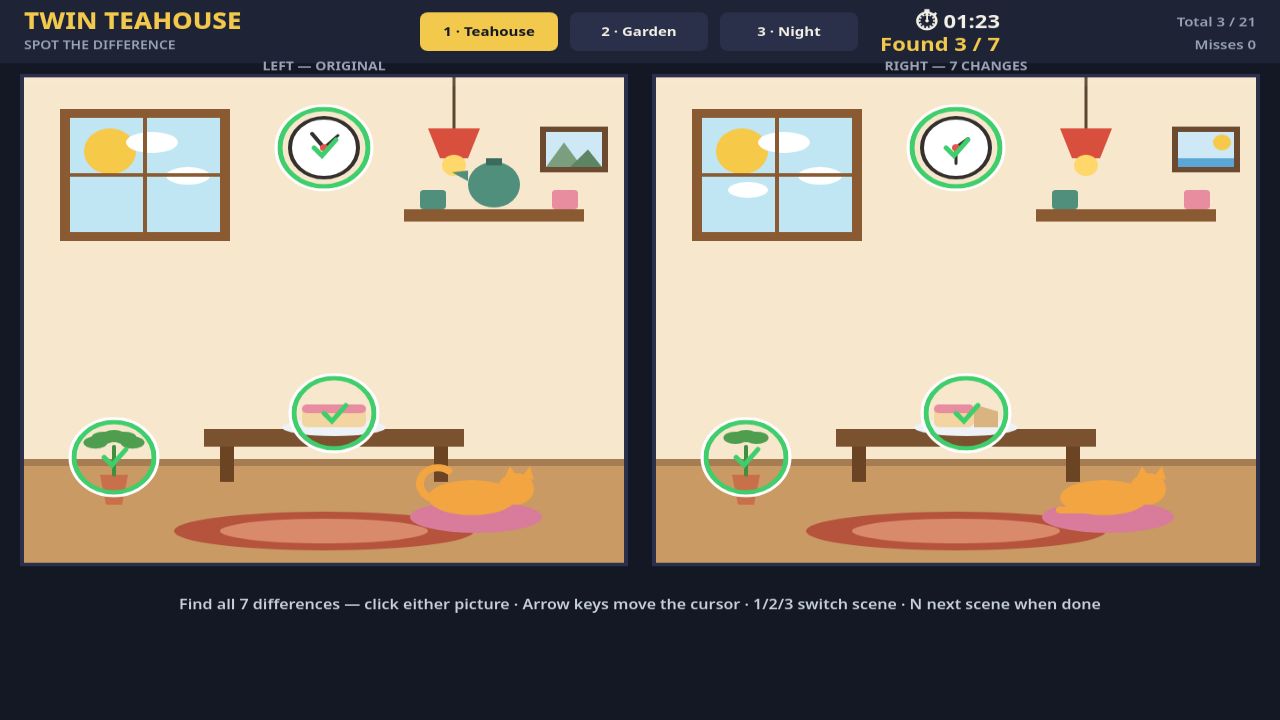 TWIN TEAHOUSE
SPOT THE DIFFERENCE
1 · Teahouse
2 · Garden
3 · Night
⏱ 01:23
Found 3 / 7
Total 3 / 21
Misses 0
LEFT — ORIGINAL
RIGHT — 7 CHANGES
Find all 7 differences — click either picture · Arrow keys move the cursor · 1/2/3 switch scene · N next scene when done